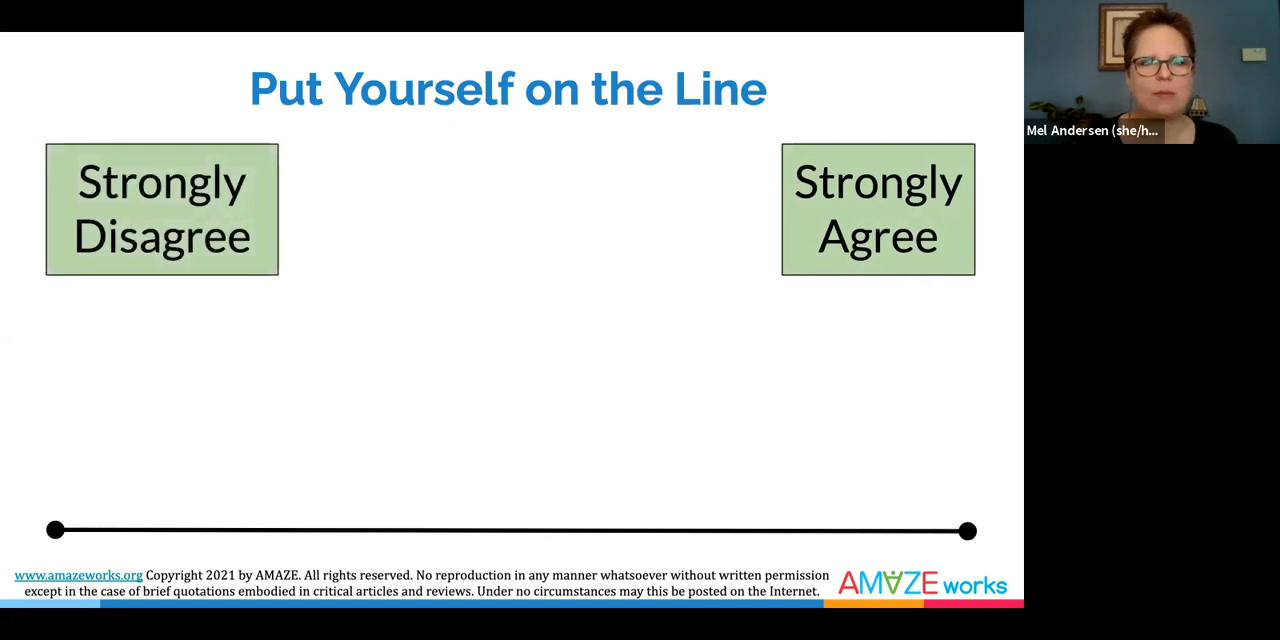 Put Yourself on the Line
Strongly
Disagree
Strongly
Agree
Mel Andersen (she/h...
www.amazeworks.org Copyright 2021 by AMAZE. All rights reserved. No reproduction in any manner whatsoever without written permission
except in the case of brief quotations embodied in critical articles and reviews. Under no circumstances may this be posted on the Internet.
AMAZE works